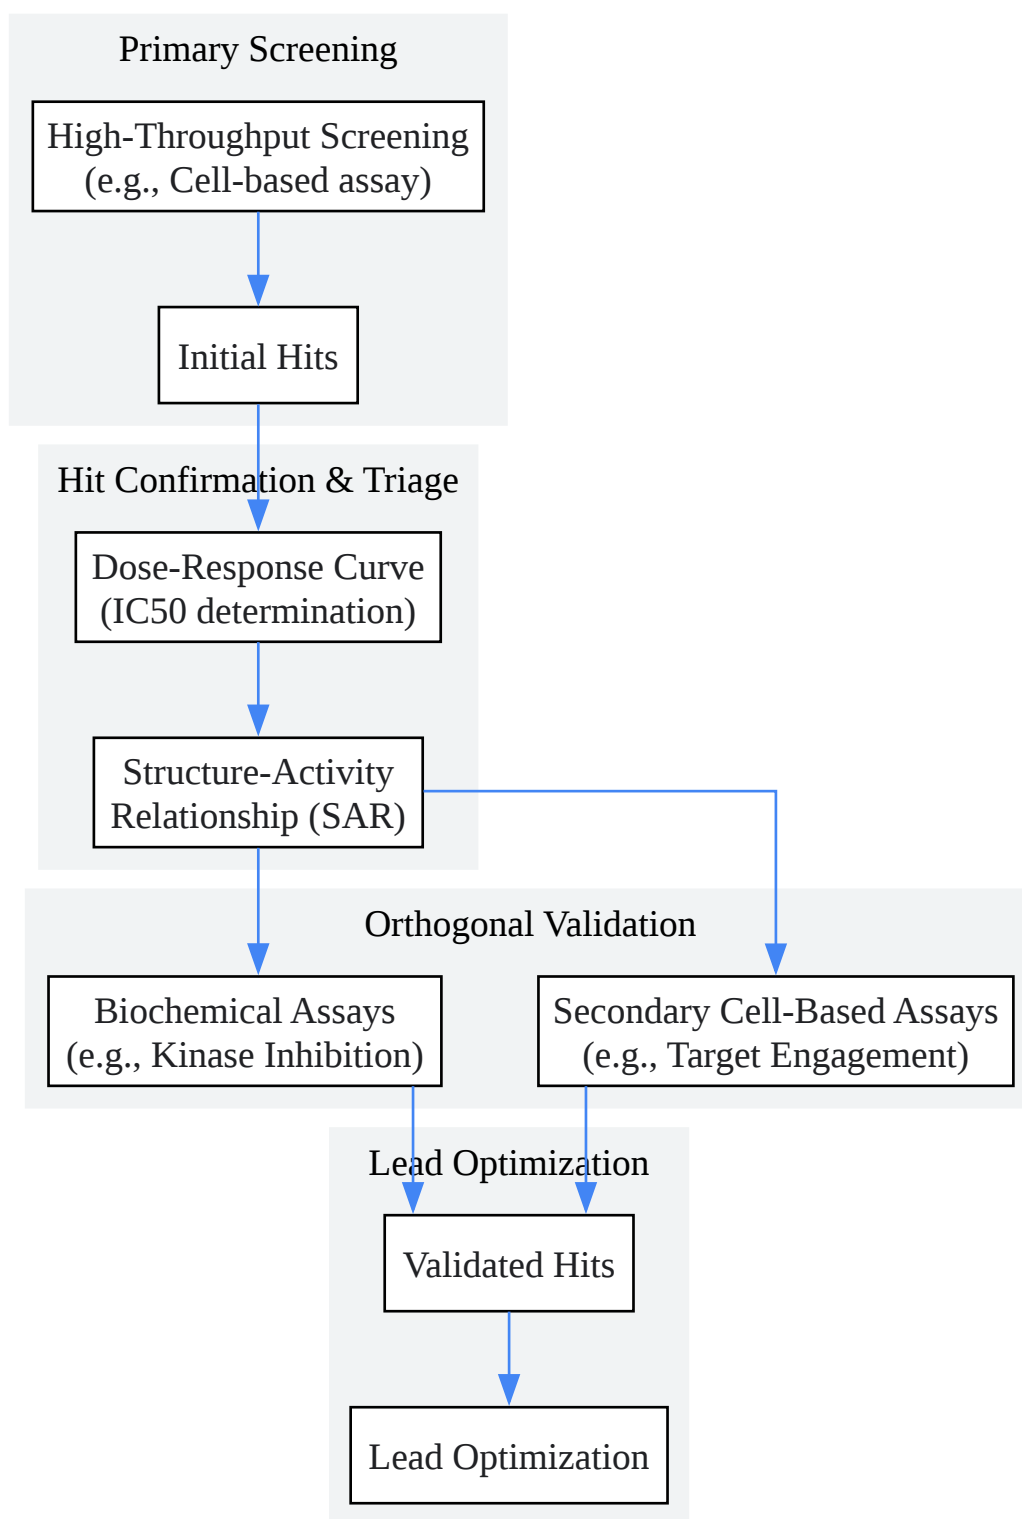 Primary Screening
High-Throughput Screening
(e.g., Cell-based assay)
Initial Hits
Hit Confirmation & Triage
Dose-Response Curve
(IC50 determination)
Structure-Activity
Relationship (SAR)
Orthogonal Validation
Biochemical Assays
(e.g., Kinase Inhibition)
Secondary Cell-Based Assays
(e.g., Target Engagement)
Lead Optimization
Validated Hits
Lead Optimization